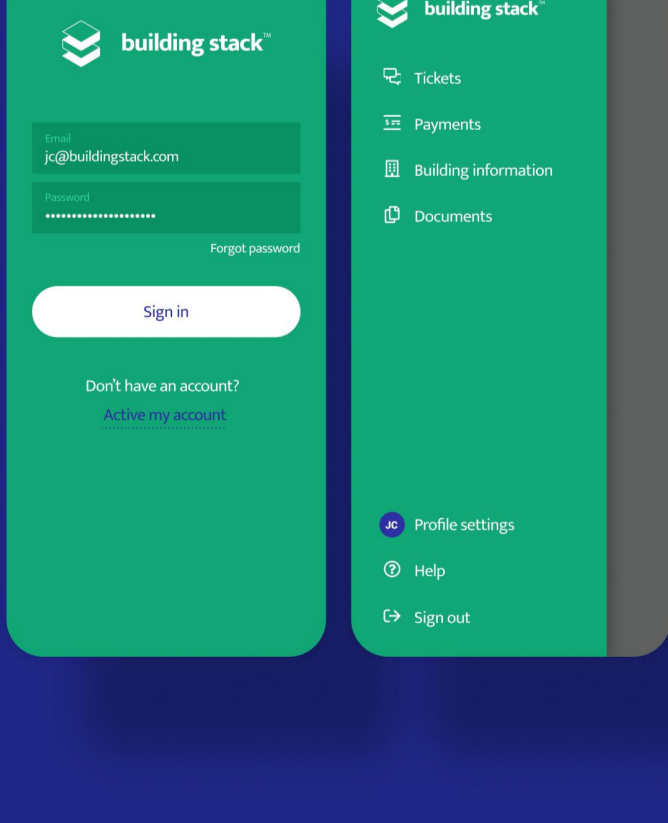 building stack™
Email
jc@buildingstack.com
Password
•••••••••••••••••••••
Forgot password
Sign in
Don't have an account?
Active my account
building stack™
Tickets
Payments
Building information
Documents
JC Profile settings
Help
Sign out